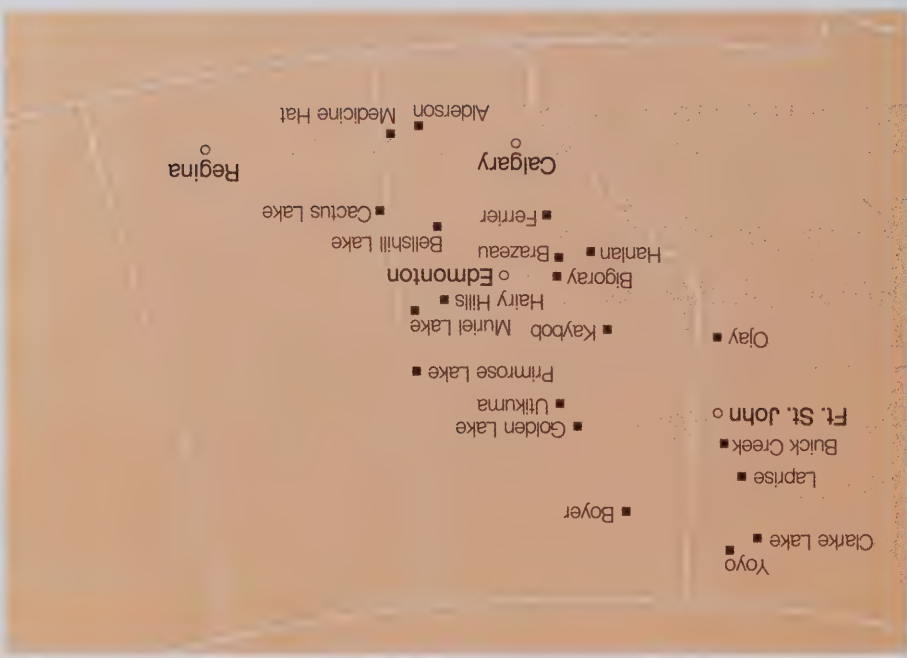 Yoyo
Clarke Lake
Boyer
Laprise
Buick Creek
Ft. St. John
Golden Lake
Utikuma
Primrose Lake
Ojay
Kaybob
Muriel Lake
Hairy Hills
Bigoray
Edmonton
Hanlan
Brazeau
Bellshill Lake
Ferrier
Cactus Lake
Calgary
Regina
Alderson
Medicine Hat